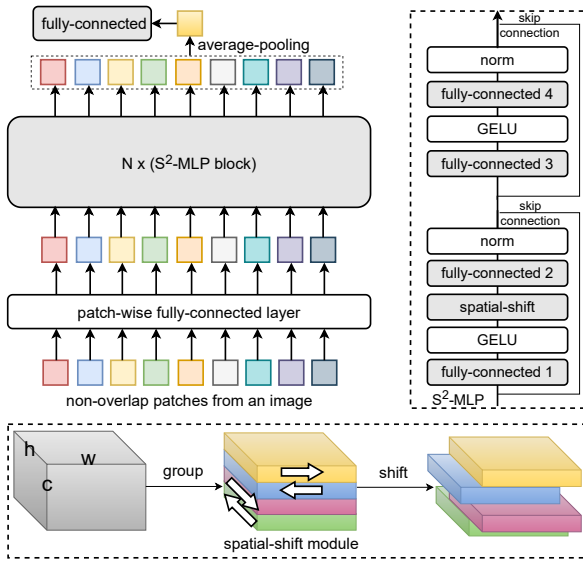 fully-connected
average-pooling
N x (S²-MLP block)
patch-wise fully-connected layer
non-overlap patches from an image
skip
connection
norm
fully-connected 4
GELU
fully-connected 3
skip
connection
norm
fully-connected 2
spatial-shift
GELU
fully-connected 1
S²-MLP
h
w
c
group
shift
spatial-shift module